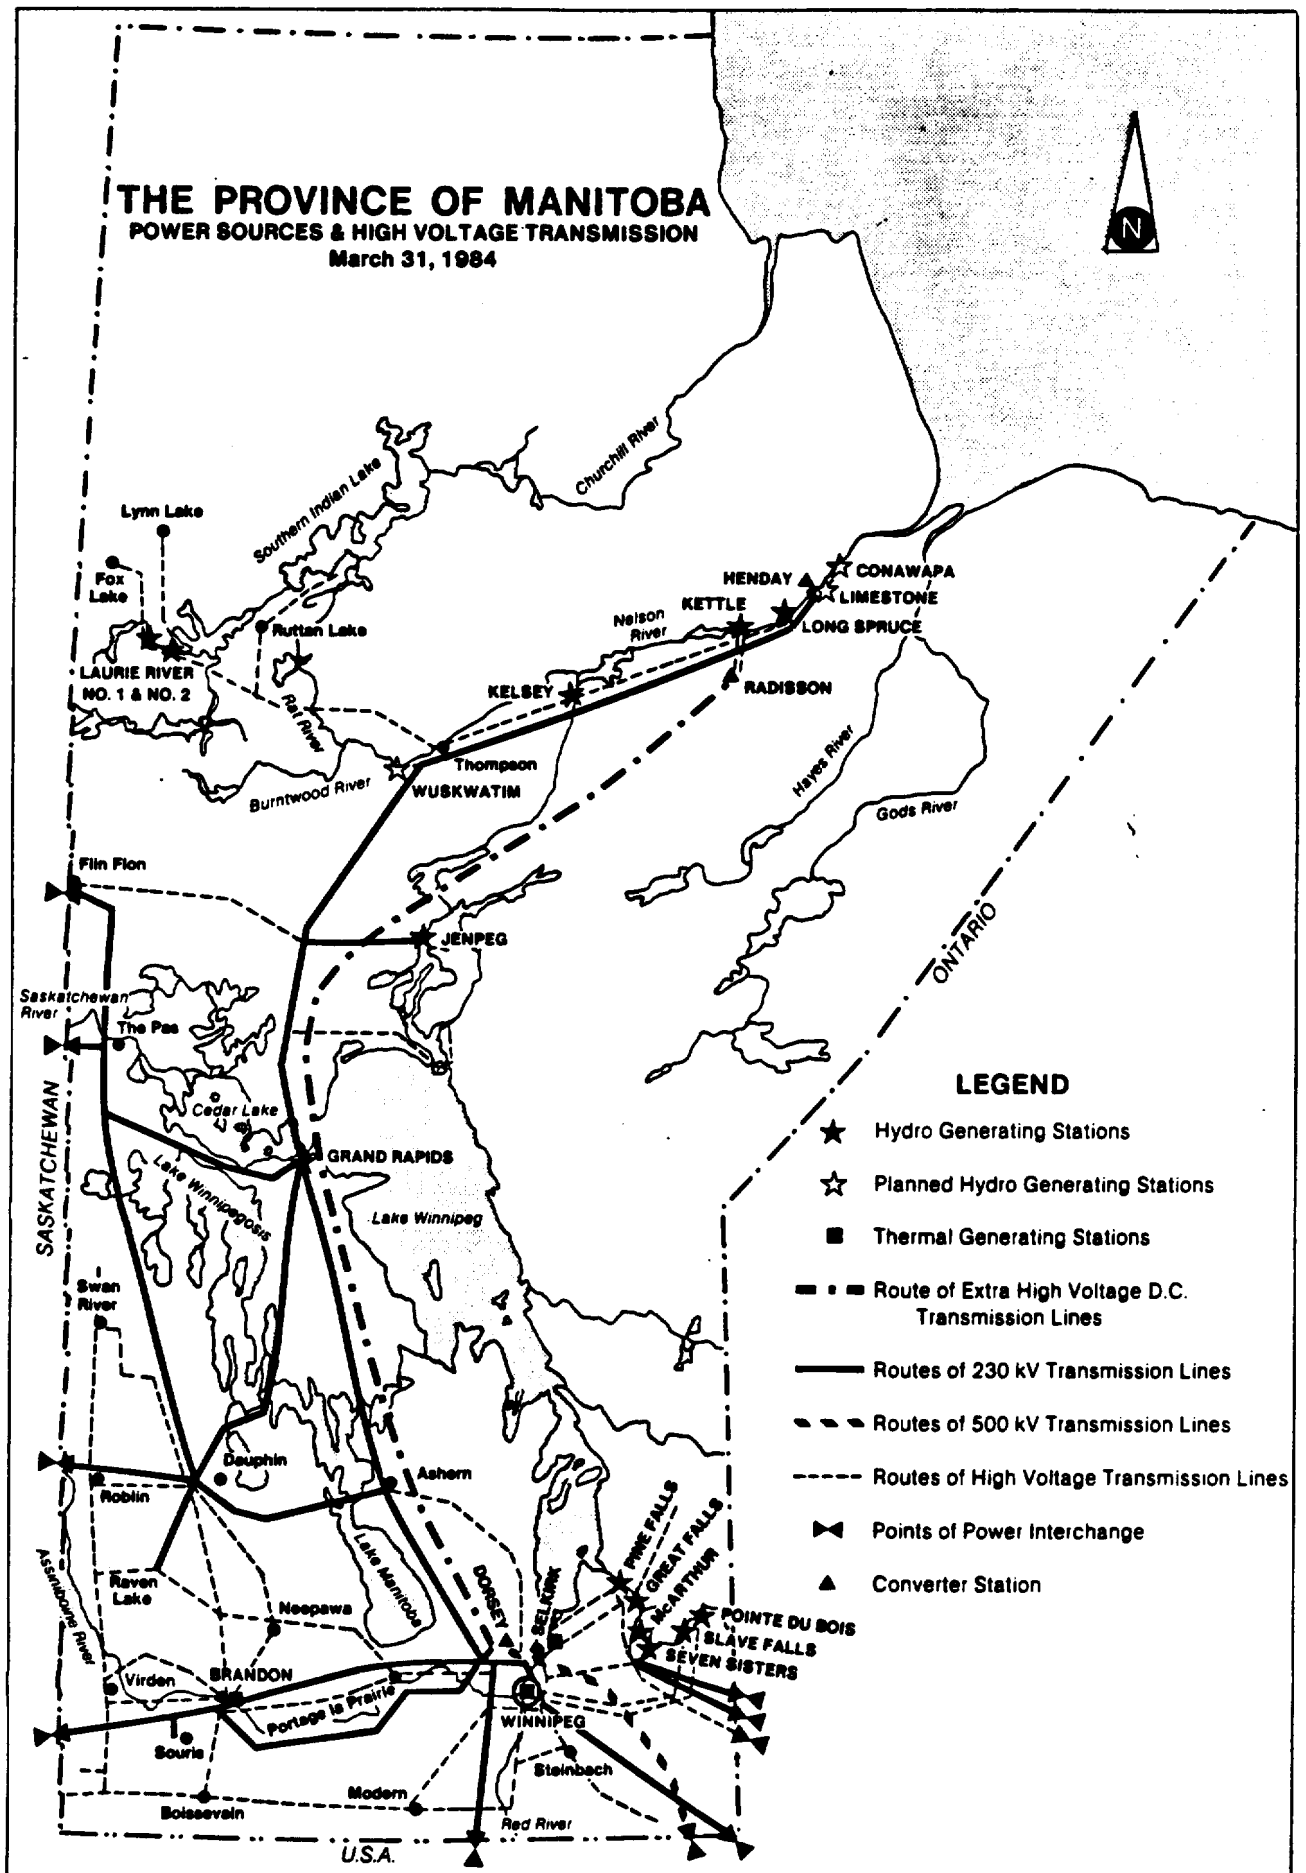 THE PROVINCE OF MANITOBA
POWER SOURCES & HIGH VOLTAGE TRANSMISSION
March 31, 1984
N
Churchill River
Southern Indian Lake
Lynn Lake
Fox
Lake
Ruttan Lake
LAURIE RIVER
NO. 1 & NO. 2
Rat River
HENDAY
CONAWAPA
LIMESTONE
KETTLE
LONG SPRUCE
Nelson
River
RADISSON
KELSEY
Thompson
WUSKWATIM
Burntwood River
Hayes River
Gods River
Flin Flon
JENPEG
ONTARIO
Saskatchewan
River
The Pas
SASKATCHEWAN
Cedar Lake
GRAND RAPIDS
Lake Winnipegosis
Lake Winnipeg
LEGEND
Hydro Generating Stations
Planned Hydro Generating Stations
Thermal Generating Stations
Route of Extra High Voltage D.C.
Transmission Lines
Routes of 230 kV Transmission Lines
Routes of 500 kV Transmission Lines
Routes of High Voltage Transmission Lines
Points of Power Interchange
Converter Station
Swan
River
Dauphin
Ashern
Roblin
Assiniboine River
Raven
Lake
Neepawa
Lake Manitoba
DORSEY
SELKIRK
PINE FALLS
GREAT FALLS
McARTHUR
POINTE DU BOIS
SLAVE FALLS
SEVEN SISTERS
Virden
BRANDON
Portage la Prairie
WINNIPEG
Souris
Steinbach
Modern
Boissevain
Red River
U.S.A.